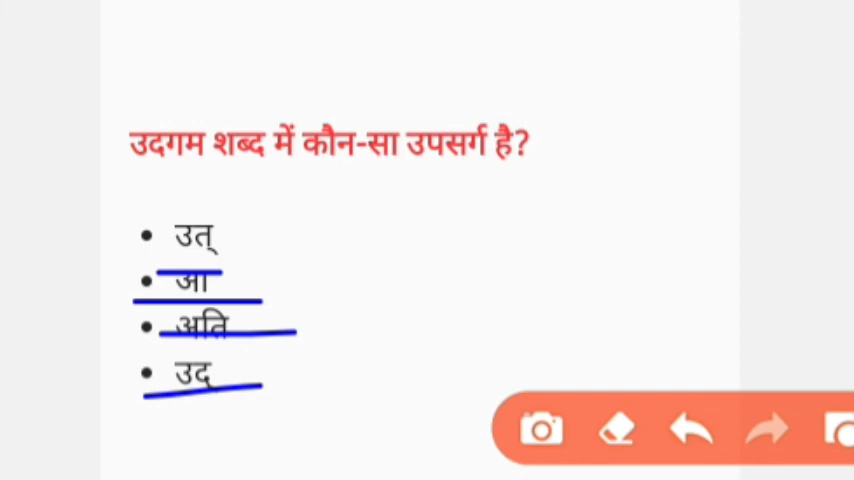 उदगम शब्द में कौन-सा उपसर्ग है?
• उत्
• आ
• अति
• उद्